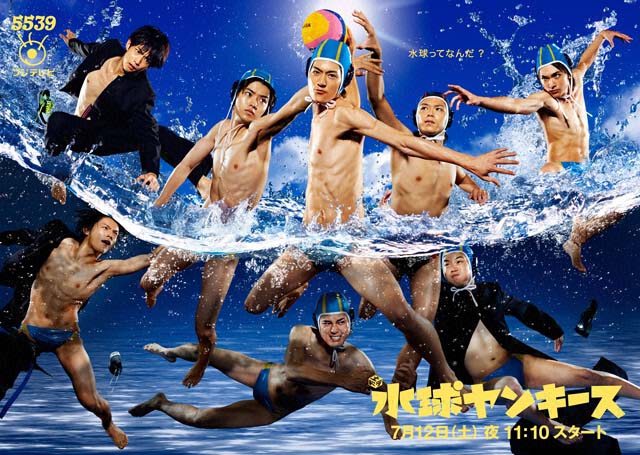 5539
フジテレビ
水球ってなんだ？
水球ヤンキース
7月12日(土) 夜 11:10 スタート